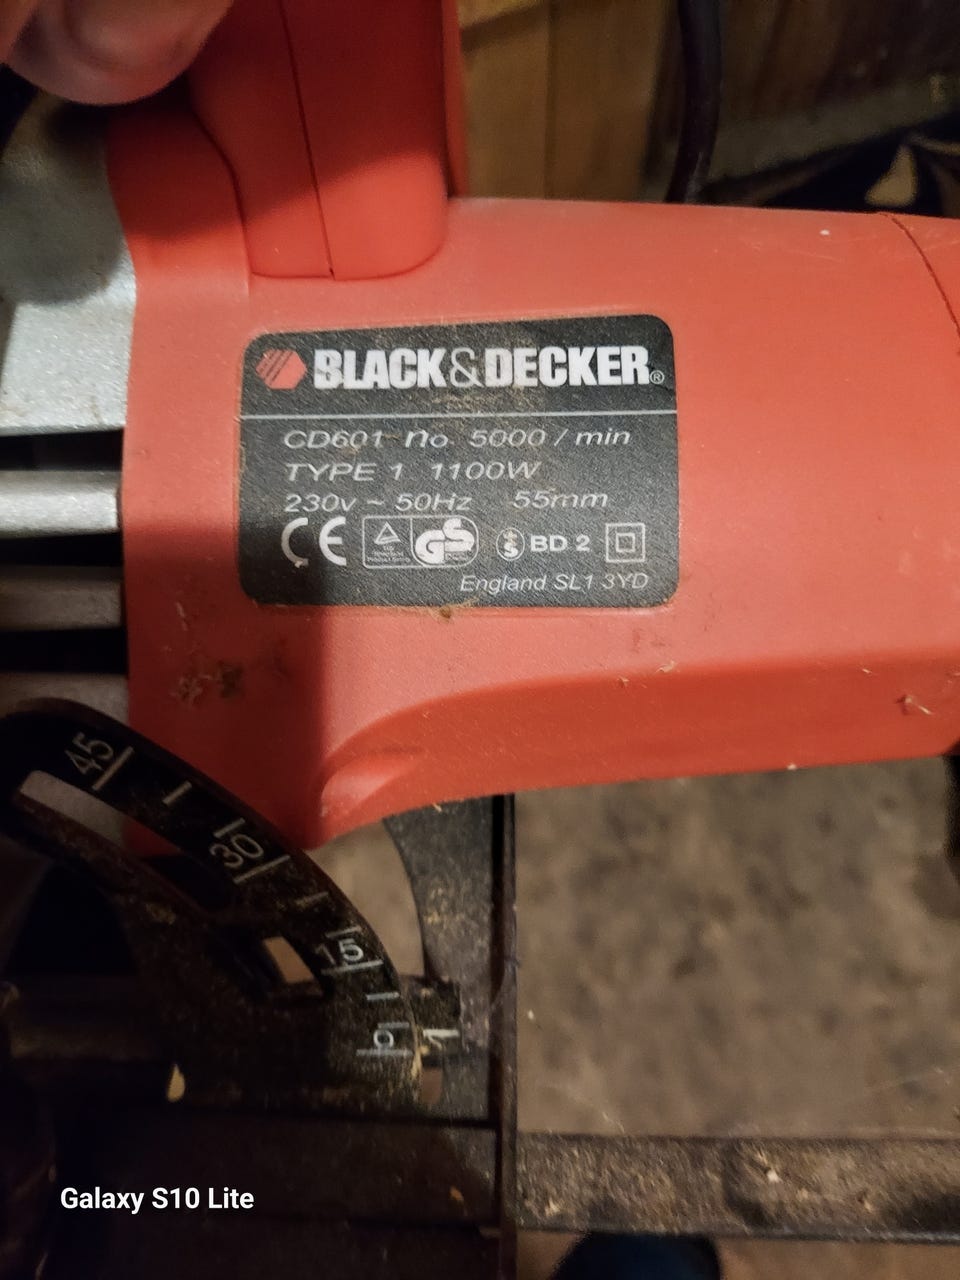 BLACK&DECKER®
CD601 no 5000 / min
TYPE 1 1100W
230v ~ 50Hz 55mm
CE GS S BD 2
England SL1 3YD
45
30
15
0
Galaxy S10 Lite